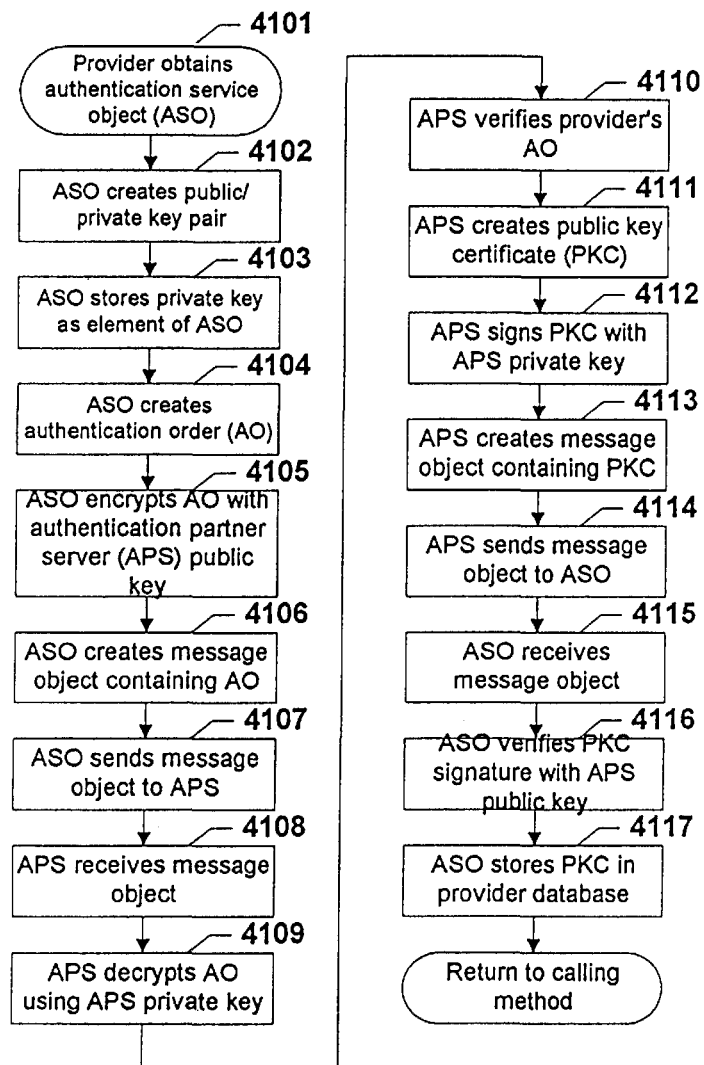 4101
Provider obtains
authentication service
object (ASO)
4102
ASO creates public/
private key pair
4103
ASO stores private key
as element of ASO
4104
ASO creates
authentication order (AO)
4105
ASO encrypts AO with
authentication partner
server (APS) public
key
4106
ASO creates message
object containing AO
4107
ASO sends message
object to APS
4108
APS receives message
object
4109
APS decrypts AO
using APS private key
4110
APS verifies provider's
AO
4111
APS creates public key
certificate (PKC)
4112
APS signs PKC with
APS private key
4113
APS creates message
object containing PKC
4114
APS sends message
object to ASO
4115
ASO receives
message object
4116
ASO verifies PKC
signature with APS
public key
4117
ASO stores PKC in
provider database
Return to calling
method